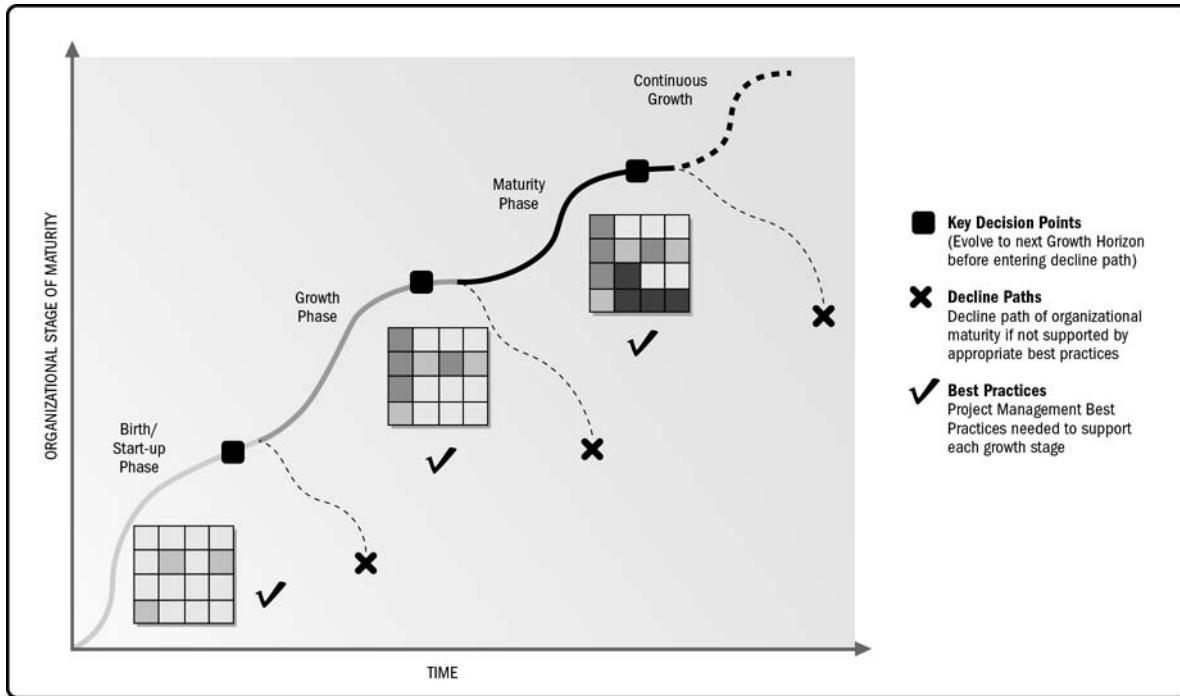 Continuous
Growth
Maturity
Phase
Growth
Phase
Birth/
Start-up
Phase
ORGANIZATIONAL STAGE OF MATURITY
TIME
Key Decision Points
(Evolve to next Growth Horizon
before entering decline path)
Decline Paths
Decline path of organizational
maturity if not supported by
appropriate best practices
Best Practices
Project Management Best
Practices needed to support
each growth stage